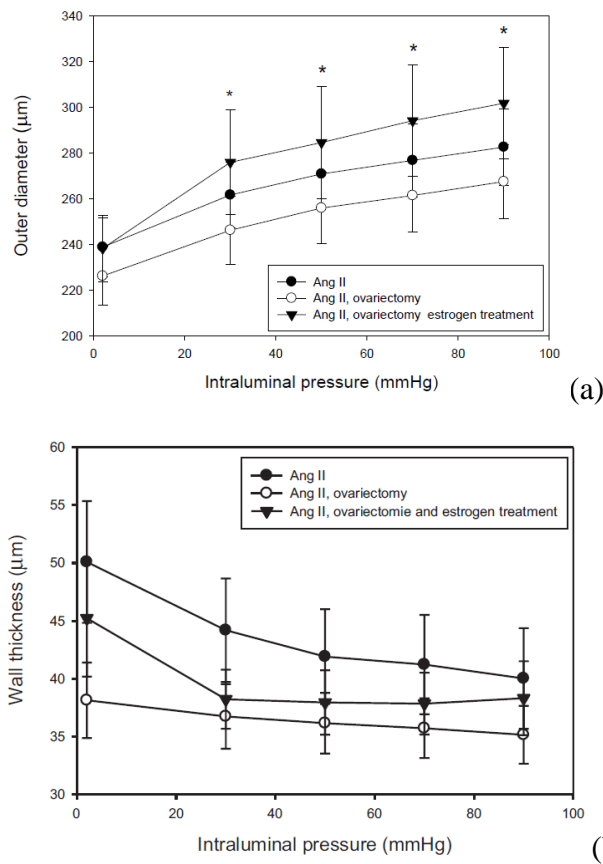 340
320
300
280
260
240
220
200
Outer diameter (μm)
* * * *
Ang II
Ang II, ovariectomy
Ang II, ovariectomy estrogen treatment
0 20 40 60 80 100
Intraluminal pressure (mmHg)
(a)
60
55
50
45
40
35
30
Wall thickness (μm)
Ang II
Ang II, ovariectomy
Ang II, ovariectomie and estrogen treatment
0 20 40 60 80 100
Intraluminal pressure (mmHg)